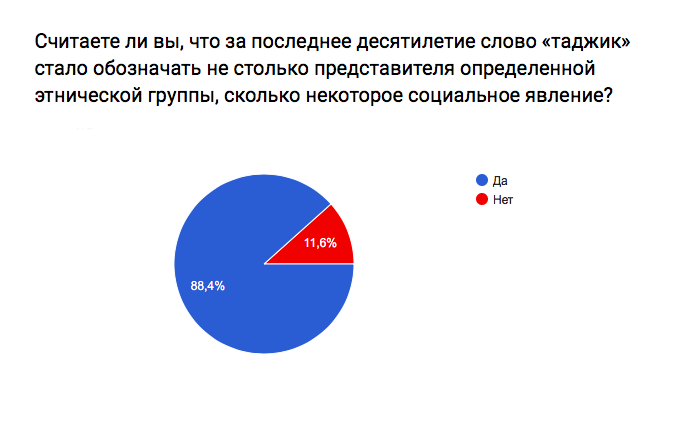 Считаете ли вы, что за последнее десятилетие слово «таджик»
стало обозначать не столько представителя определенной
этнической группы, сколько некоторое социальное явление?
Да
Нет
11,6%
88,4%